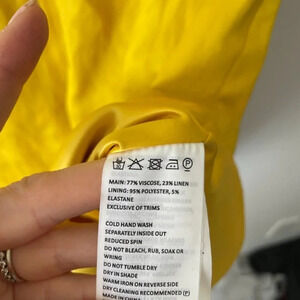 MAIN: 77% VISCOSE, 23% LINEN
LINING: 95% POLYESTER, 5%
ELASTANE
EXCLUSIVE OF TRIMS
COLD HAND WASH
SEPARATELY INSIDE OUT
REDUCED SPIN
DO NOT BLEACH, RUB, SOAK OR
WRING
DO NOT TUMBLE DRY
DRY IN SHADE
WARM IRON ON REVERSE SIDE
DRY CLEANING RECOMMENDED Ⓟ
MADE IN CHINA